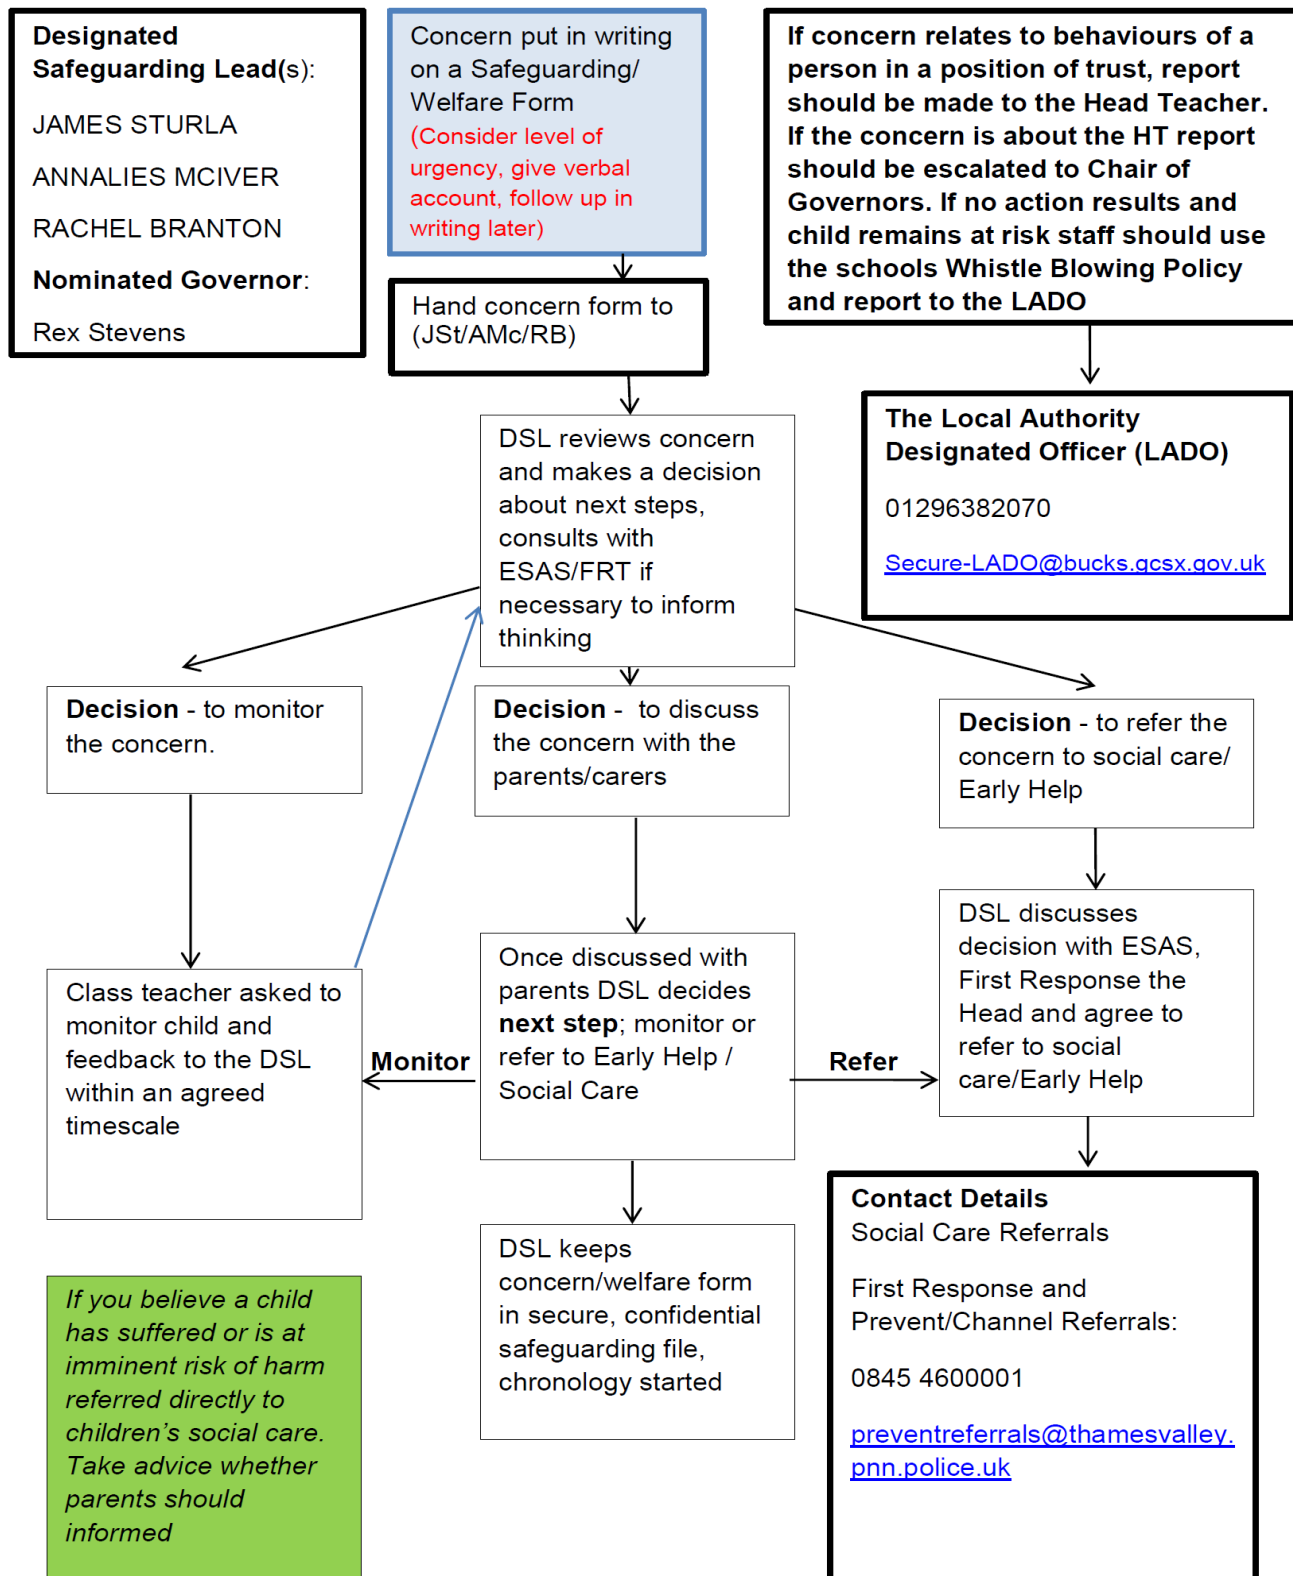 Designated
Safeguarding Lead(s):
JAMES STURLA
ANNALIES MCIVER
RACHEL BRANTON
Nominated Governor:
Rex Stevens
Concern put in writing
on a Safeguarding/
Welfare Form
(Consider level of
urgency, give verbal
account, follow up in
writing later)
Hand concern form to
(JSt/AMc/RB)
If concern relates to behaviours of a
person in a position of trust, report
should be made to the Head Teacher.
If the concern is about the HT report
should be escalated to Chair of
Governors. If no action results and
child remains at risk staff should use
the schools Whistle Blowing Policy
and report to the LADO
The Local Authority
Designated Officer (LADO)
01296382070
Secure-LADO@bucks.gcsx.gov.uk
DSL reviews concern
and makes a decision
about next steps,
consults with
ESAS/FRT if
necessary to inform
thinking
Decision - to monitor
the concern.
Decision -  to discuss
the concern with the
parents/carers
Decision - to refer the
concern to social care/
Early Help
Class teacher asked to
monitor child and
feedback to the DSL
within an agreed
timescale
Monitor
Once discussed with
parents DSL decides
next step; monitor or
refer to Early Help /
Social Care
Refer
DSL discusses
decision with ESAS,
First Response the
Head and agree to
refer to social
care/Early Help
DSL keeps
concern/welfare form
in secure, confidential
safeguarding file,
chronology started
Contact Details
Social Care Referrals
First Response and
Prevent/Channel Referrals:
0845 4600001
preventreferrals@thamesvalley.
pnn.police.uk
If you believe a child
has suffered or is at
imminent risk of harm
referred directly to
children’s social care.
Take advice whether
parents should
informed